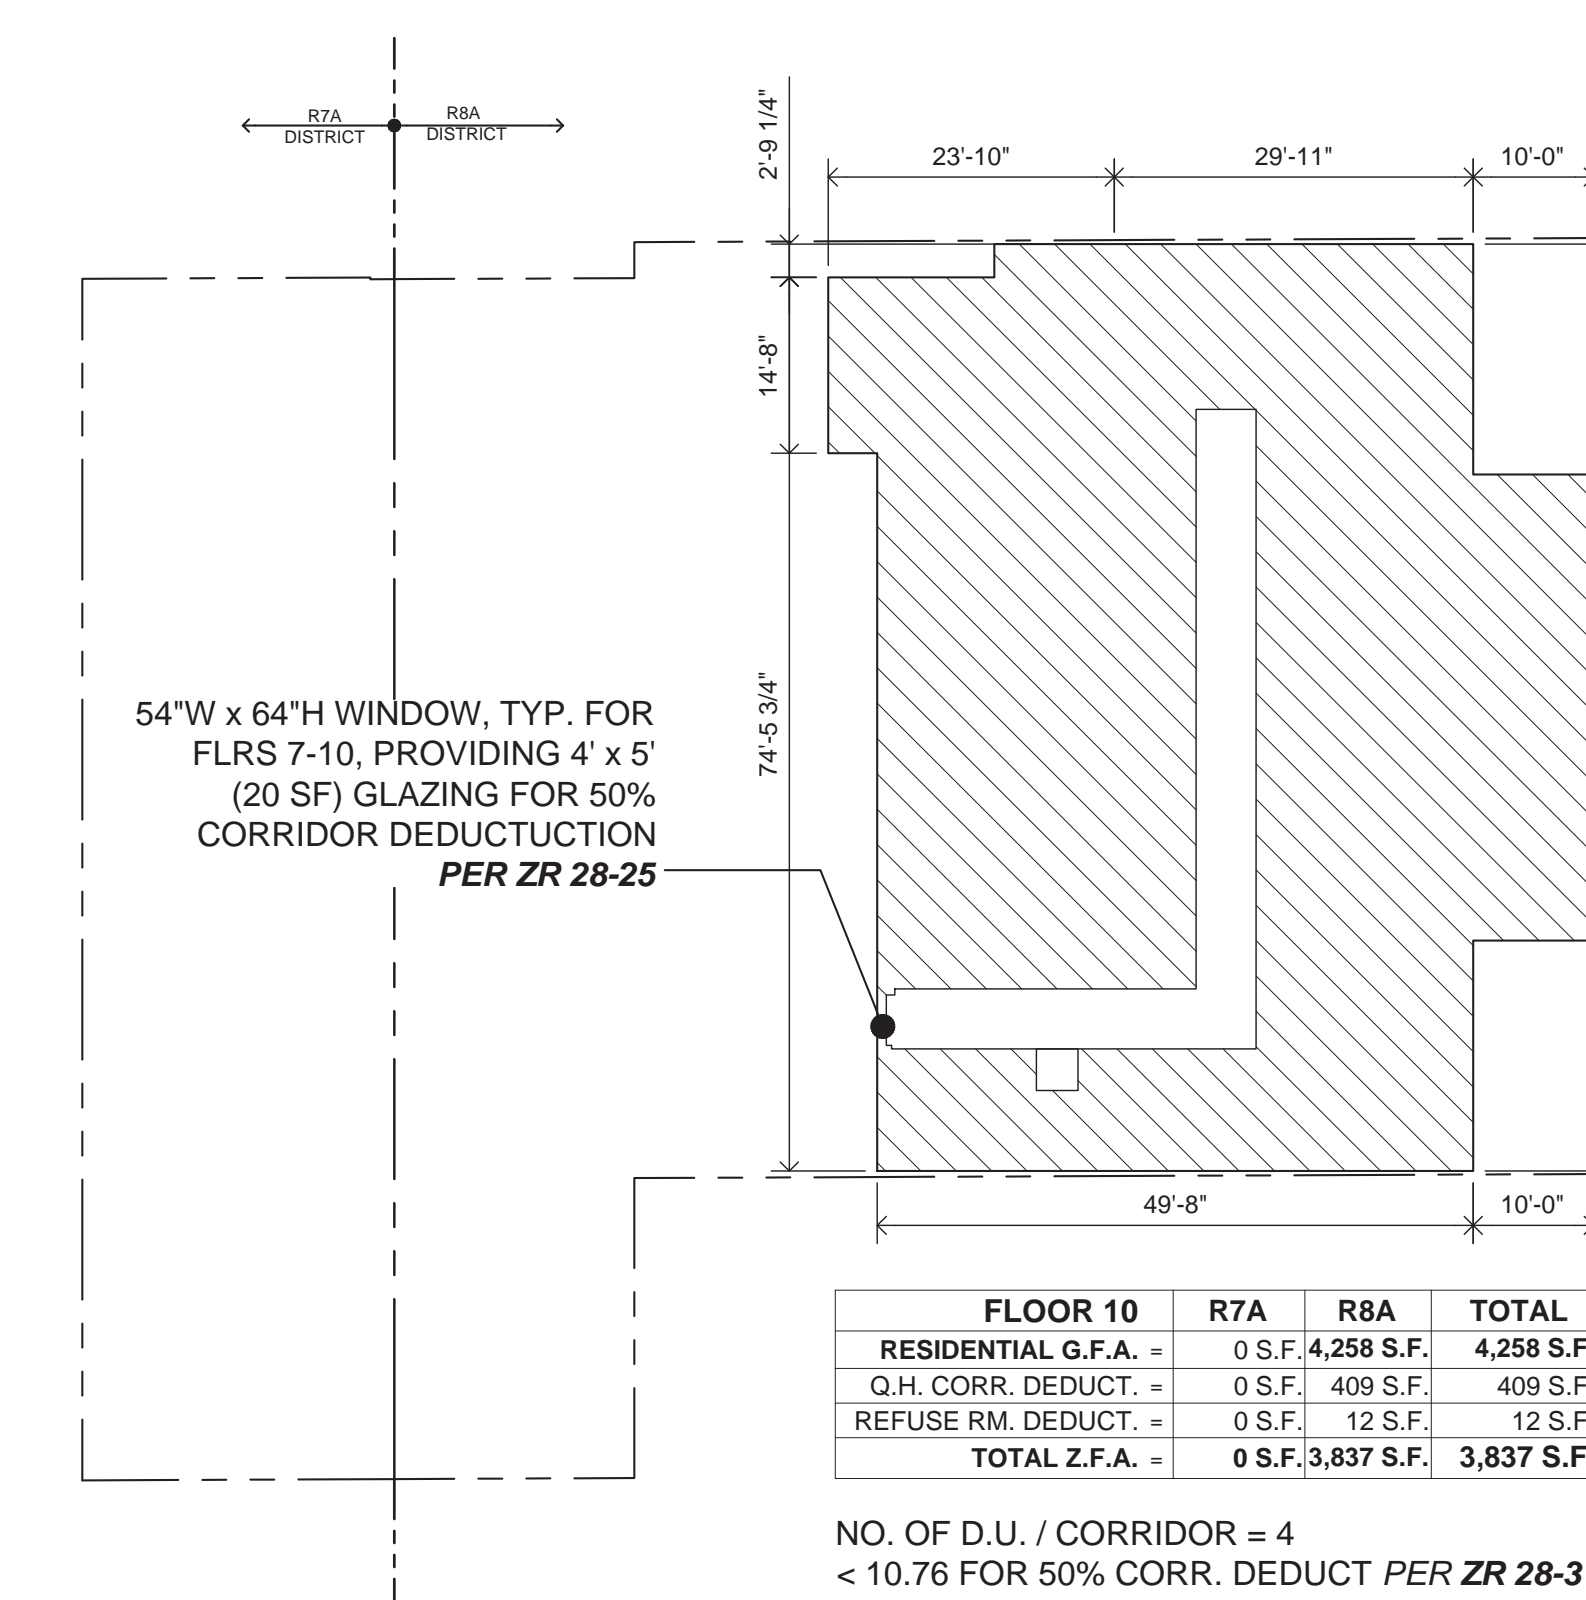 R7A
DISTRICT
R8A
DISTRICT
2'-9 1/4"
23'-10"
29'-11"
10'-0"
14'-8"
74'-5 3/4"
54"W x 64"H WINDOW, TYP. FOR
FLRS 7-10, PROVIDING 4' x 5'
(20 SF) GLAZING FOR 50%
CORRIDOR DEDUCTUCTION
PER ZR 28-25
49'-8"
10'-0"
FLOOR 10 R7A R8A TOTAL
RESIDENTIAL G.F.A. = 0 S.F. 4,258 S.F. 4,258 S.F
Q.H. CORR. DEDUCT. = 0 S.F. 409 S.F. 409 S.F
REFUSE RM. DEDUCT. = 0 S.F. 12 S.F. 12 S.F
TOTAL Z.F.A. = 0 S.F. 3,837 S.F. 3,837 S.F
NO. OF D.U. / CORRIDOR = 4
< 10.76 FOR 50% CORR. DEDUCT PER ZR 28-3